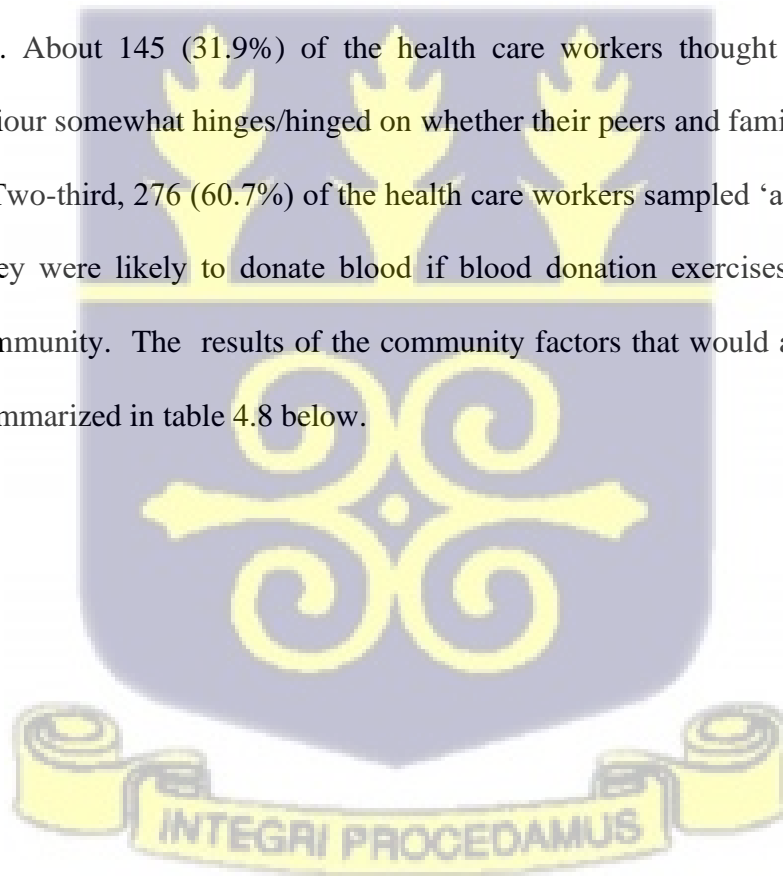 . About 145 (31.9%) of the health care workers thought
iour somewhat hinges/hinged on whether their peers and fami
Two-third, 276 (60.7%) of the health care workers sampled ‘a
ey were likely to donate blood if blood donation exercises
mmunity. The results of the community factors that would a
mmarized in table 4.8 below.
INTEGRI PROCEDAMUS